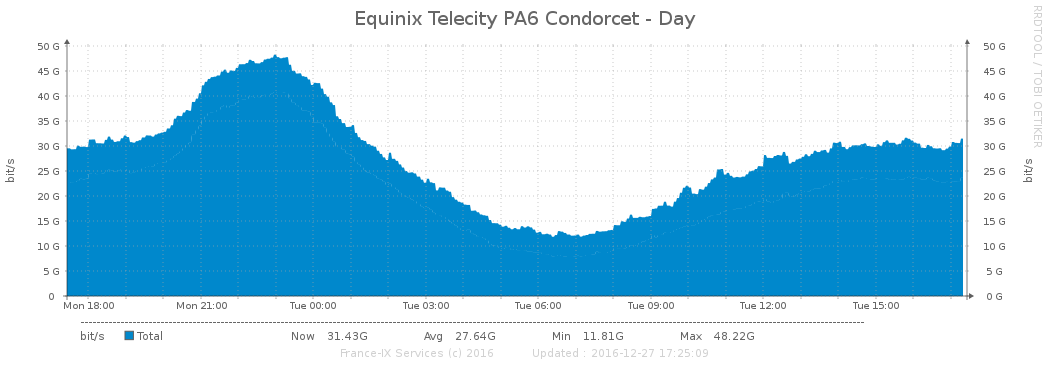 Equinix Telecity PA6 Condorcet - Day
RRDTOOL / TOBI OETIKER
50 G 50 G
45 G 45 G
40 G 40 G
35 G 35 G
30 G 30 G
25 G 25 G
20 G 20 G
15 G 15 G
10 G 10 G
5 G 5 G
0 0 G
bit/s bit/s
Mon 18:00 Mon 21:00 Tue 00:00 Tue 03:00 Tue 06:00 Tue 09:00 Tue 12:00 Tue 15:00
bit/s Total Now 31.43G Avg 27.64G Min 11.81G Max 48.22G
France-IX Services (c) 2016 Updated : 2016-12-27 17:25:09